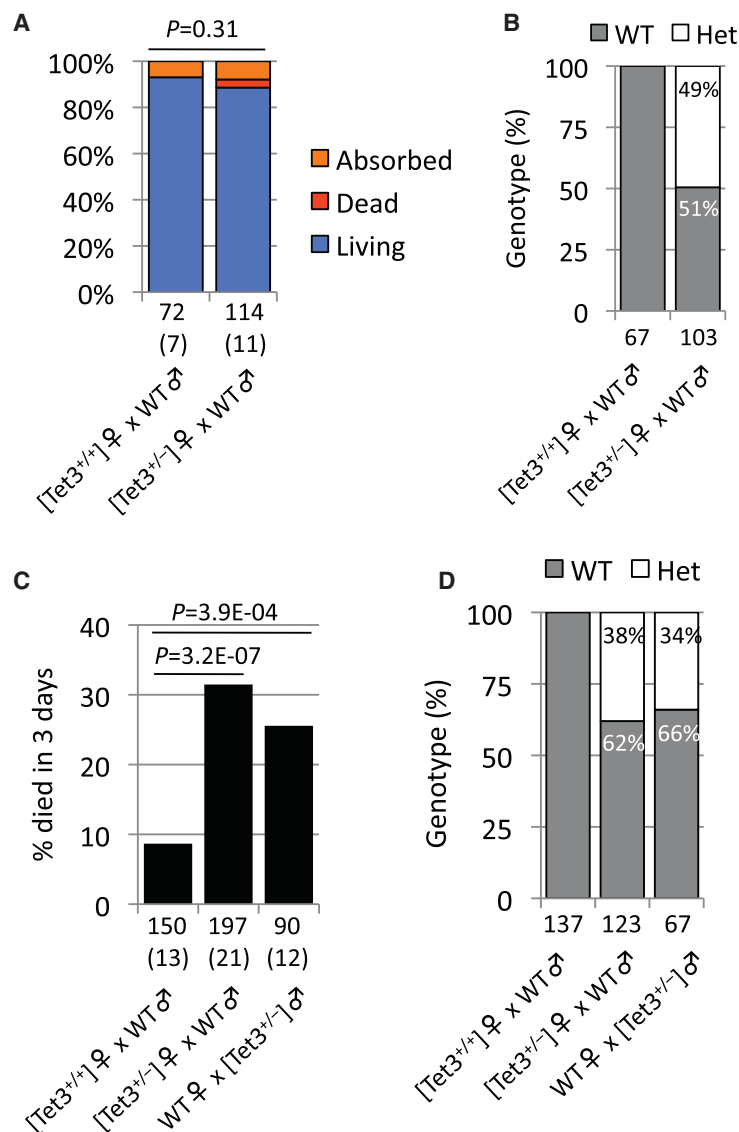 A
P=0.31
100%
80%
60%
40%
20%
0%
Absorbed
Dead
Living
72
(7)
114
(11)
[Tet3+/+]♀ x WT♂
[Tet3+/−]♀ x WT♂
B
WT Het
Genotype (%)
100
75
50
25
0
49%
51%
67 103
[Tet3+/+]♀ x WT♂
[Tet3+/−]♀ x WT♂
C
% died in 3 days
40
30
20
10
0
P=3.9E-04
P=3.2E-07
150 197 90
(13) (21) (12)
[Tet3+/+]♀ x WT♂
[Tet3+/−]♀ x WT♂
WT♀ x [Tet3+/−]♂
D
WT Het
Genotype (%)
100
75
50
25
0
38% 34%
62% 66%
137 123 67
[Tet3+/+]♀ x WT♂
[Tet3+/−]♀ x WT♂
WT♀ x [Tet3+/−]♂